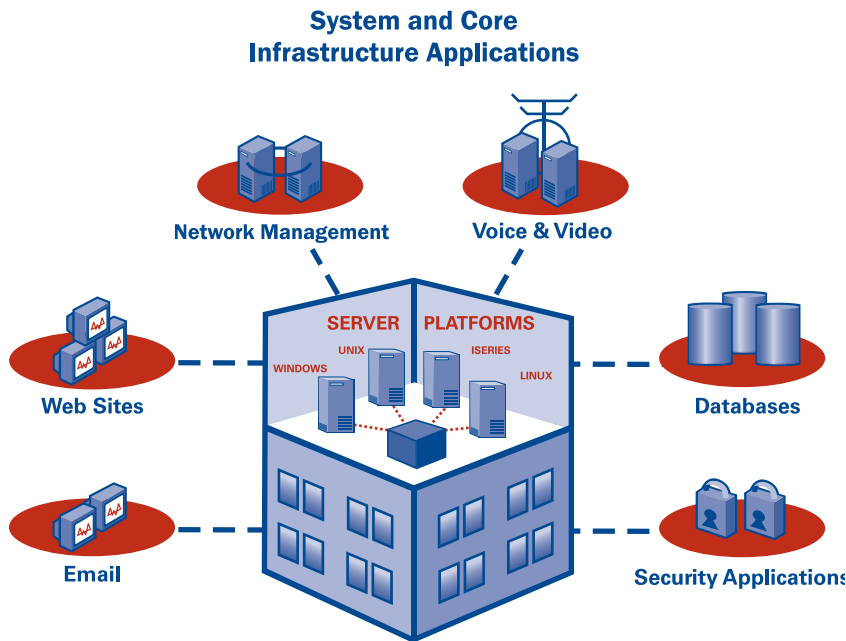 System and Core
Infrastructure Applications
Network Management
Voice & Video
SERVER PLATFORMS
UNIX
ISERIES
WINDOWS
LINUX
Web Sites
Databases
Email
Security Applications